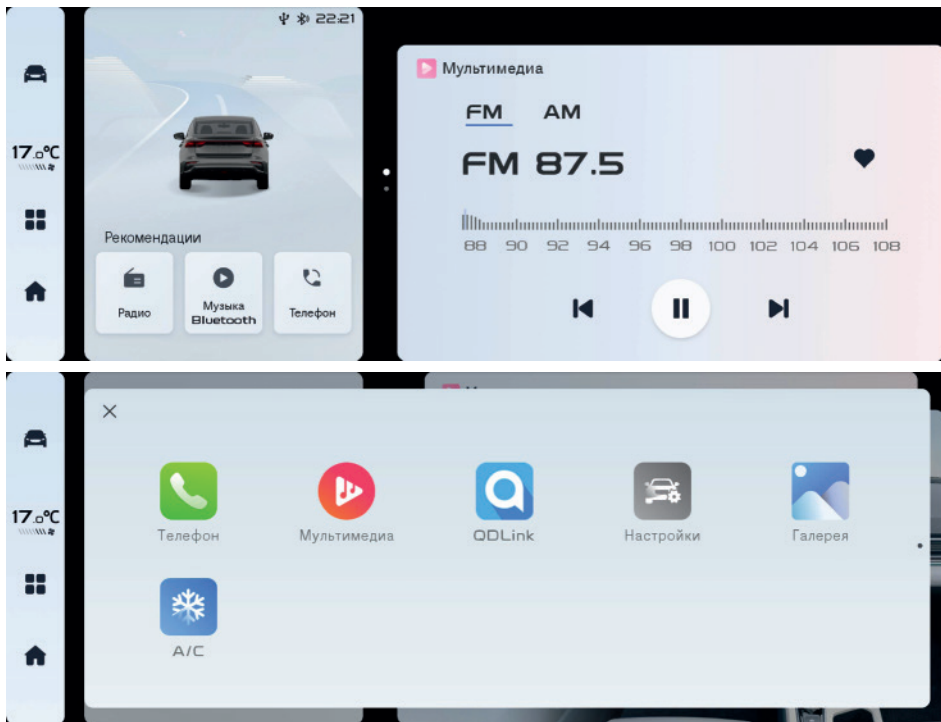 22:21
17.0°C
Рекомендации
Радио
Музыка
Bluetooth
Телефон
Мультимедиа
FM AM
FM 87.5
88 90 92 94 96 98 100 102 104 106 108
17.0°C
Телефон
Мультимедиа
QDLink
Настройки
Галерея
A/C